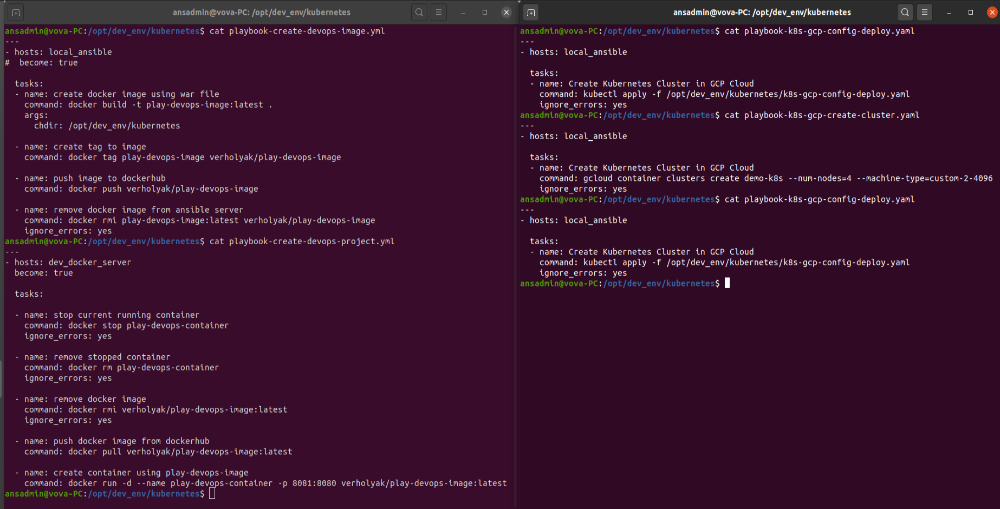 ansadmin@vova-PC: /opt/dev_env/kubernetes
ansadmin@vova-PC:/opt/dev_env/kubernetes$ cat playbook-create-devops-image.yml
---
- hosts: local_ansible
#  become: true

  tasks:
  - name: create docker image using war file
    command: docker build -t play-devops-image:latest .
    args:
      chdir: /opt/dev_env/kubernetes

  - name: create tag to image
    command: docker tag play-devops-image verholyak/play-devops-image

  - name: push image to dockerhub
    command: docker push verholyak/play-devops-image

  - name: remove docker image from ansible server
    command: docker rmi play-devops-image:latest verholyak/play-devops-image
    ignore_errors: yes
ansadmin@vova-PC:/opt/dev_env/kubernetes$ cat playbook-create-devops-project.yml
---
- hosts: dev_docker_server
  become: true

  tasks:

  - name: stop current running container
    command: docker stop play-devops-container
    ignore_errors: yes

  - name: remove stopped container
    command: docker rm play-devops-container
    ignore_errors: yes

  - name: remove docker image
    command: docker rmi verholyak/play-devops-image:latest
    ignore_errors: yes

  - name: push docker image from dockerhub
    command: docker pull verholyak/play-devops-image:latest

  - name: create container using play-devops-image
    command: docker run -d --name play-devops-container -p 8081:8080 verholyak/play-devops-image:latest
ansadmin@vova-PC:/opt/dev_env/kubernetes$
ansadmin@vova-PC: /opt/dev_env/kubernetes
ansadmin@vova-PC:/opt/dev_env/kubernetes$ cat playbook-k8s-gcp-config-deploy.yaml
---
- hosts: local_ansible

  tasks:
  - name: Create Kubernetes Cluster in GCP Cloud
    command: kubectl apply -f /opt/dev_env/kubernetes/k8s-gcp-config-deploy.yaml
    ignore_errors: yes
ansadmin@vova-PC:/opt/dev_env/kubernetes$ cat playbook-k8s-gcp-create-cluster.yaml
---
- hosts: local_ansible

  tasks:
  - name: Create Kubernetes Cluster in GCP Cloud
    command: gcloud container clusters create demo-k8s --num-nodes=4 --machine-type=custom-2-4096
    ignore_errors: yes
ansadmin@vova-PC:/opt/dev_env/kubernetes$ cat playbook-k8s-gcp-config-deploy.yaml
---
- hosts: local_ansible

  tasks:
  - name: Create Kubernetes Cluster in GCP Cloud
    command: kubectl apply -f /opt/dev_env/kubernetes/k8s-gcp-config-deploy.yaml
    ignore_errors: yes
ansadmin@vova-PC:/opt/dev_env/kubernetes$